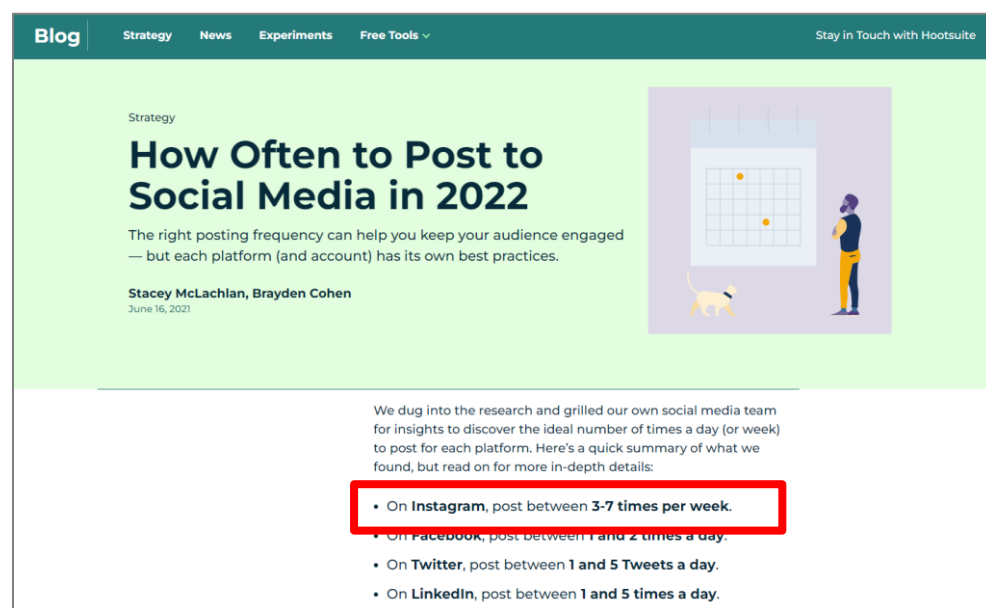 Blog Strategy News Experiments Free Tools Stay in Touch with Hootsuite
Strategy
How Often to Post to
Social Media in 2022
The right posting frequency can help you keep your audience engaged
— but each platform (and account) has its own best practices.
Stacey McLachlan, Brayden Cohen
June 16, 2021
We dug into the research and grilled our own social media team
for insights to discover the ideal number of times a day (or week)
to post for each platform. Here's a quick summary of what we
found, but read on for more in-depth details:
• On Instagram, post between 3-7 times per week.
• On Facebook, post between 1 and 2 times a day.
• On Twitter, post between 1 and 5 Tweets a day.
• On LinkedIn, post between 1 and 5 times a day.